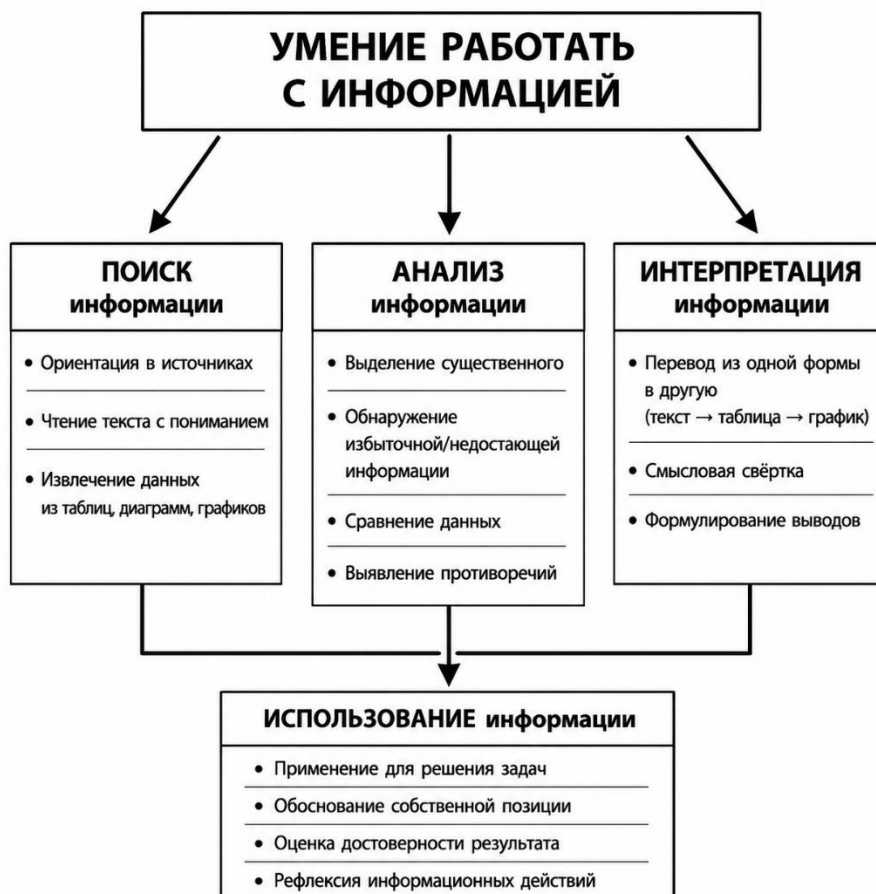 УМЕНИЕ РАБОТАТЬ
С ИНФОРМАЦИЕЙ
ПОИСК
информации
• Ориентация в источниках
• Чтение текста с пониманием
• Извлечение данных
из таблиц, диаграмм, графиков
АНАЛИЗ
информации
• Выделение существенного
• Обнаружение
избыточной/недостающей
информации
• Сравнение данных
• Выявление противоречий
ИНТЕРПРЕТАЦИЯ
информации
• Перевод из одной формы
в другую
(текст → таблица → график)
• Смысловая свёртка
• Формулирование выводов
ИСПОЛЬЗОВАНИЕ информации
• Применение для решения задач
• Обоснование собственной позиции
• Оценка достоверности результата
• Рефлексия информационных действий